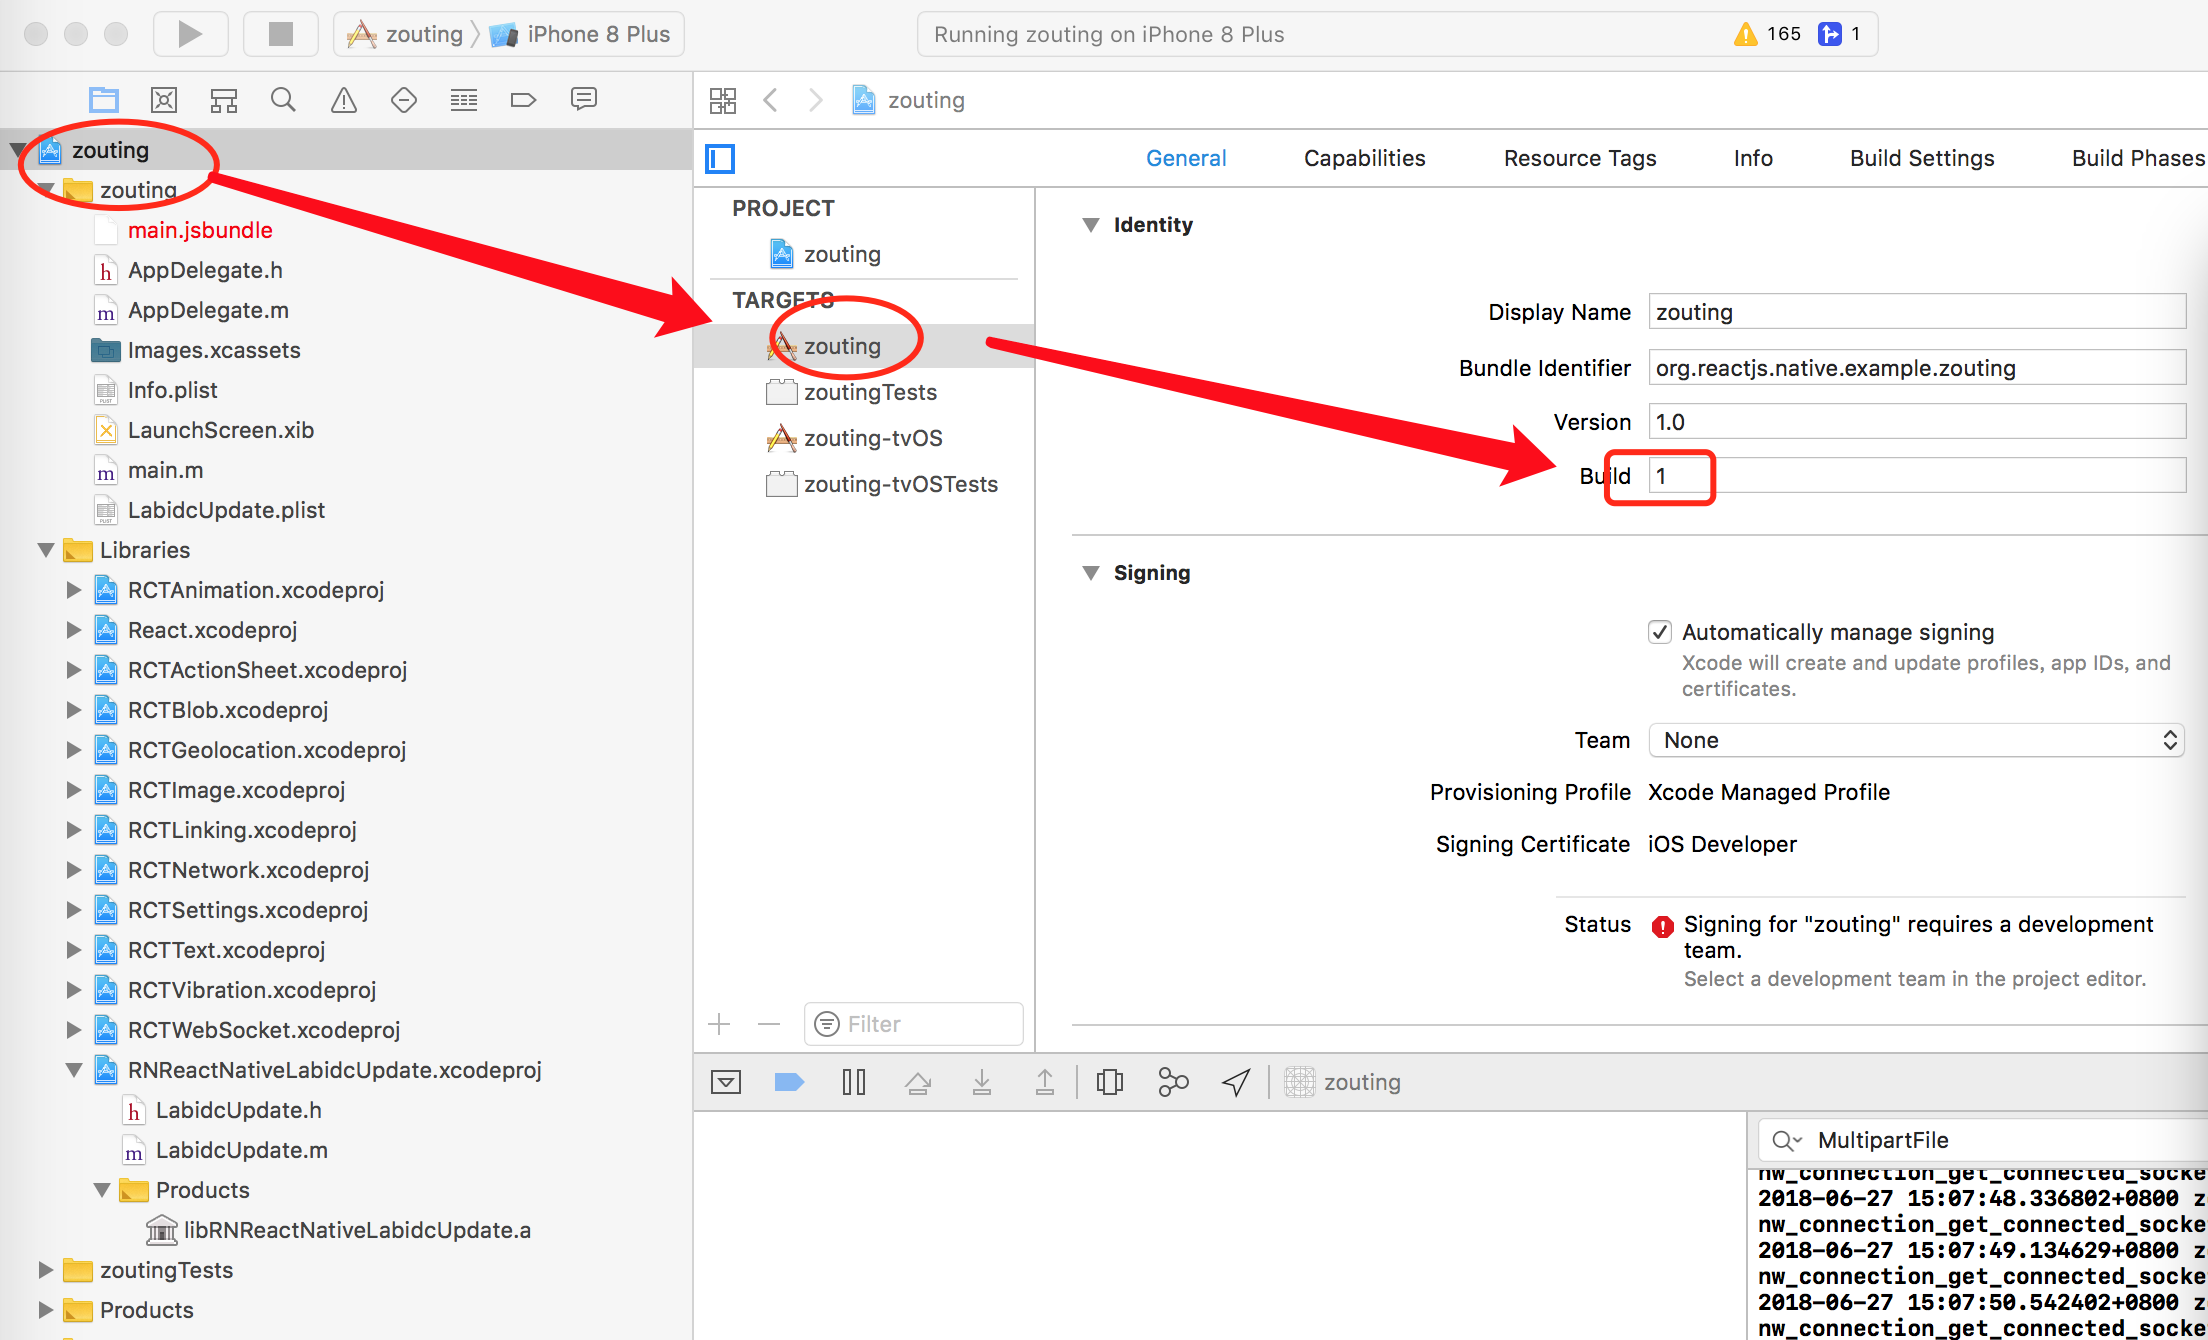 zouting
iPhone 8 Plus
Running zouting on iPhone 8 Plus
165
1
zouting
General
Capabilities
Resource Tags
Info
Build Settings
Build Phases
zouting
zouting
main.jsbundle
AppDelegate.h
AppDelegate.m
Images.xcassets
Info.plist
LaunchScreen.xib
main.m
LabidcUpdate.plist
Libraries
RCTAnimation.xcodeproj
React.xcodeproj
RCTActionSheet.xcodeproj
RCTBlob.xcodeproj
RCTGeolocation.xcodeproj
RCTImage.xcodeproj
RCTLinking.xcodeproj
RCTNetwork.xcodeproj
RCTSettings.xcodeproj
RCTText.xcodeproj
RCTVibration.xcodeproj
RCTWebSocket.xcodeproj
RNReactNativeLabidcUpdate.xcodeproj
LabidcUpdate.h
LabidcUpdate.m
Products
libRNReactNativeLabidcUpdate.a
zoutingTests
Products
PROJECT
zouting
TARGETS
zouting
zoutingTests
zouting-tvOS
zouting-tvOSTests
Filter
Identity
Display Name zouting
Bundle Identifier org.reactjs.native.example.zouting
Version 1.0
Build 1
Signing
Automatically manage signing
Xcode will create and update profiles, app IDs, and
certificates.
Team None
Provisioning Profile Xcode Managed Profile
Signing Certificate iOS Developer
Status Signing for "zouting" requires a development
team.
Select a development team in the project editor.
zouting
MultipartFile
nw_connection_get_connected_socke
2018-06-27 15:07:48.336802+0800 z
nw_connection_get_connected_socke
2018-06-27 15:07:49.134629+0800 z
nw_connection_get_connected_socke
2018-06-27 15:07:50.542402+0800 z
nw_connection_get_connected_socke